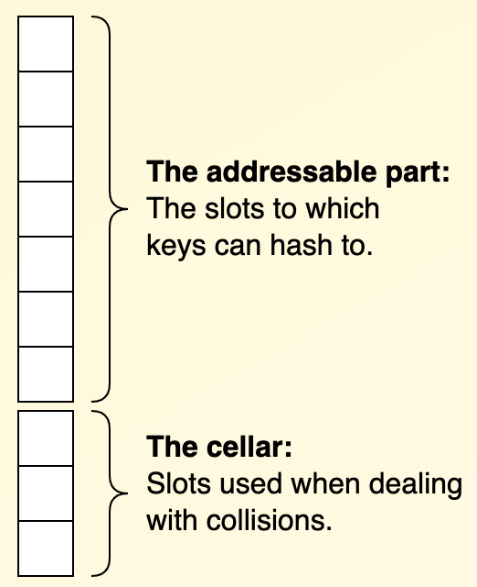 The addressable part:
The slots to which
keys can hash to.
The cellar:
Slots used when dealing
with collisions.